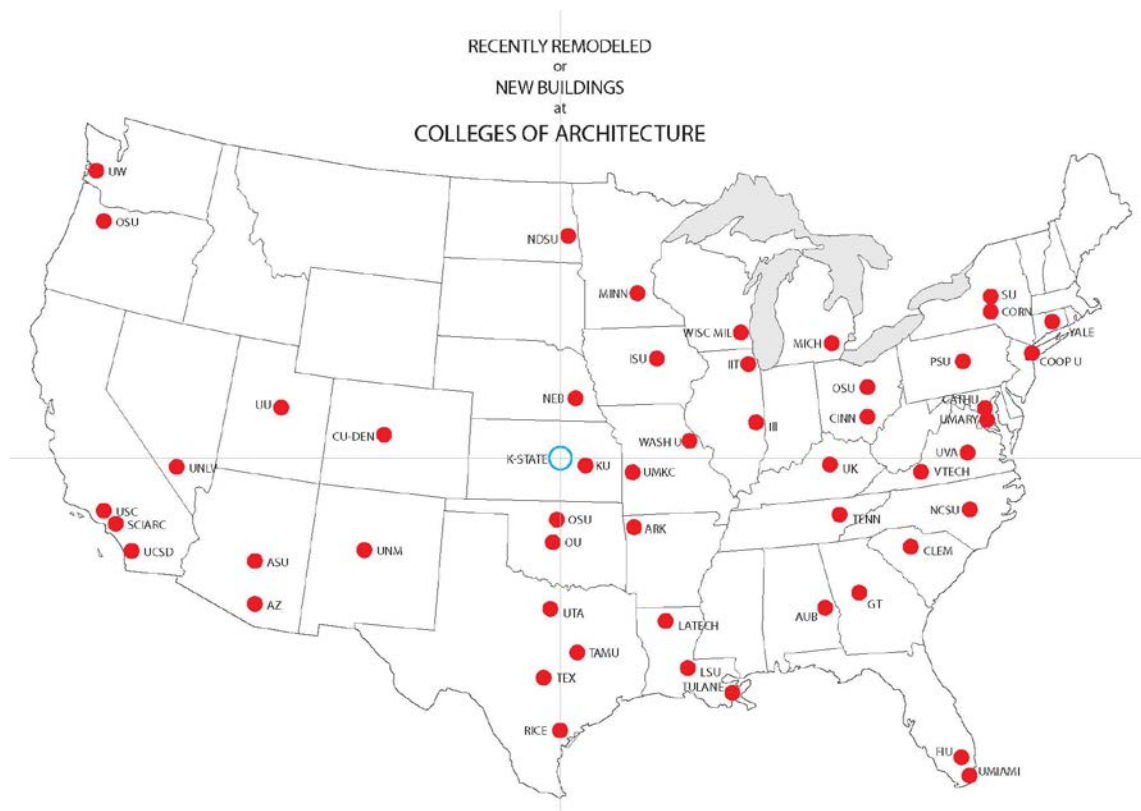 RECENTLY REMODELED
or
NEW BUILDINGS
at
COLLEGES OF ARCHITECTURE
UW
OSU
NDSU
MINN
SU
CORN
WISC MIL
YALE
MICH
ISU
IIT
PSU
COOP U
OSU
NEB
CATHU
UU
CINN
UMARY
III
CU-DEN
WASH U
UVA
K-STATE
KU
UNLV
UMKC
UK
VTECH
USC
NCSU
SCIARC
OSU
TENN
ARK
OU
UCSD
UNM
CLEM
ASU
AZ
GT
UTA
AUB
LATECH
TAMU
LSU
TEX
TULANE
RICE
FIU
UMIAMI